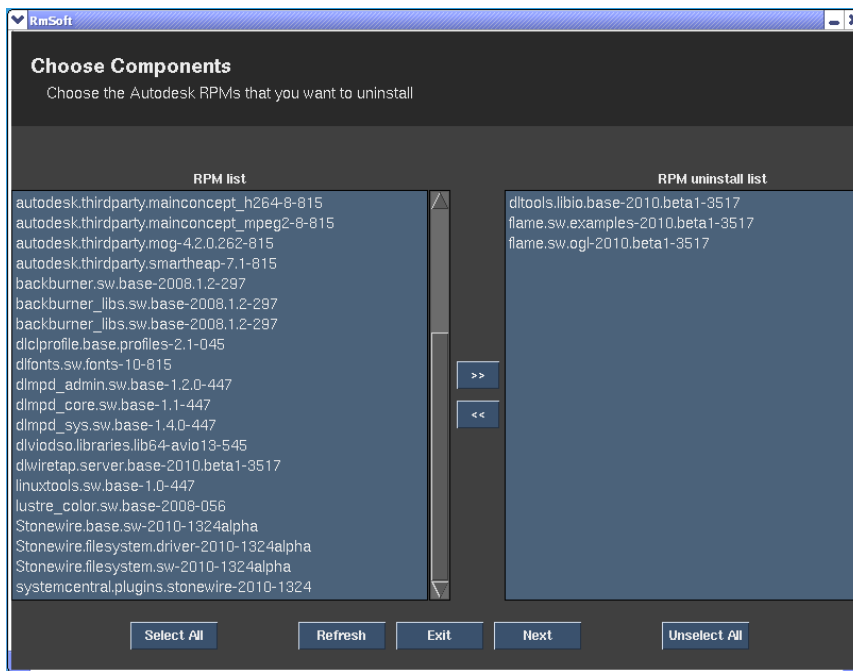 RmSoft
Choose Components
Choose the Autodesk RPMs that you want to uninstall
RPM list
autodesk.thirdparty.mainconcept_h264-8-815
autodesk.thirdparty.mainconcept_mpeg2-8-815
autodesk.thirdparty.mog-4.2.0.262-815
autodesk.thirdparty.smartheap-7.1-815
backburner.sw.base-2008.1.2-297
backburner_libs.sw.base-2008.1.2-297
backburner_libs.sw.base-2008.1.2-297
dlclprofile.base.profiles-2.1-045
dlfonts.sw.fonts-10-815
dlmpd_admin.sw.base-1.2.0-447
dlmpd_core.sw.base-1.1-447
dlmpd_sys.sw.base-1.4.0-447
dlviodso.libraries.lib64-avio13-545
dlwiretap.server.base-2010.beta1-3517
linuxtools.sw.base-1.0-447
lustre_color.sw.base-2008-056
Stonewire.base.sw-2010-1324alpha
Stonewire.filesystem.driver-2010-1324alpha
Stonewire.filesystem.sw-2010-1324alpha
systemcentral.plugins.stonewire-2010-1324
>>
<<
RPM uninstall list
dltools.libio.base-2010.beta1-3517
flame.sw.examples-2010.beta1-3517
flame.sw.ogl-2010.beta1-3517
Select All
Refresh
Exit
Next
Unselect All